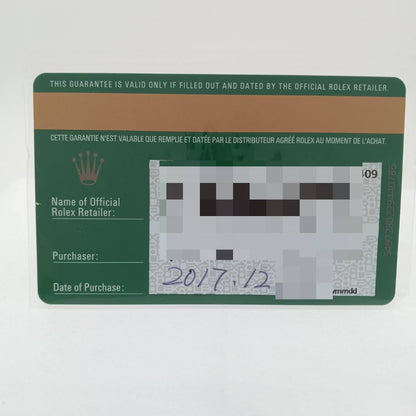 THIS GUARANTEE IS VALID ONLY IF FILLED OUT AND DATED BY THE OFFICIAL ROLEX RETAILER.
CETTE GARANTIE N'EST VALABLE QUE REMPLIE ET DATÉE PAR LE DISTRIBUTEUR AGRÉÉ ROLEX AU MOMENT DE L'ACHAT.
09
Name of Official
Rolex Retailer:
Purchaser:
Date of Purchase:
2017.12